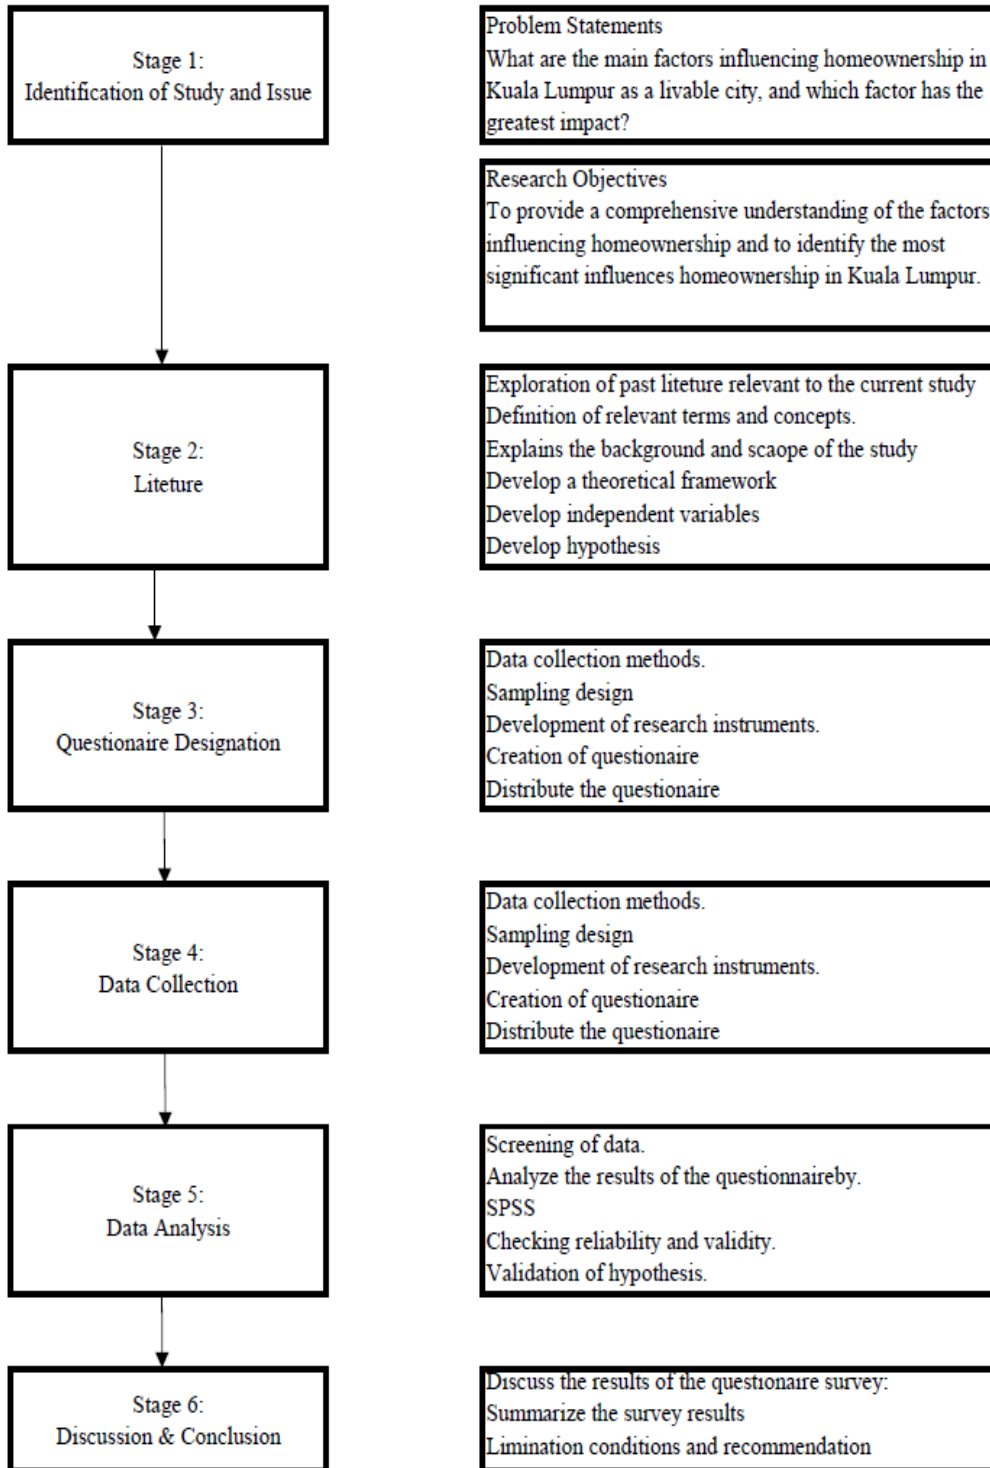 Stage 1:
Identification of Study and Issue
Problem Statements
What are the main factors influencing homeownership in
Kuala Lumpur as a livable city, and which factor has the
greatest impact?
Research Objectives
To provide a comprehensive understanding of the factors
influencing homeownership and to identify the most
significant influences homeownership in Kuala Lumpur.
Stage 2:
Liteture
Exploration of past liteture relevant to the current study
Definition of relevant terms and concepts.
Explains the background and scaope of the study
Develop a theoretical framework
Develop independent variables
Develop hypothesis
Stage 3:
Questionaire Designation
Data collection methods.
Sampling design
Development of research instruments.
Creation of questionaire
Distribute the questionaire
Stage 4:
Data Collection
Data collection methods.
Sampling design
Development of research instruments.
Creation of questionaire
Distribute the questionaire
Stage 5:
Data Analysis
Screening of data.
Analyze the results of the questionnaireby.
SPSS
Checking reliability and validity.
Validation of hypothesis.
Stage 6:
Discussion & Conclusion
Discuss the results of the questionaire survey:
Summarize the survey results
Limination conditions and recommendation